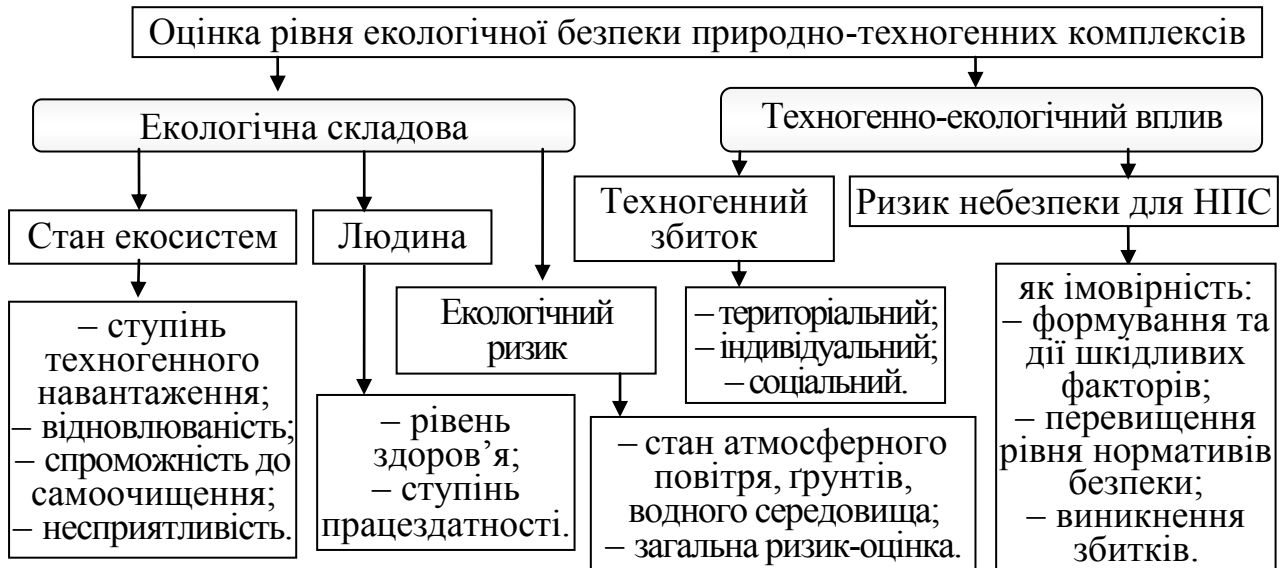 Оцінка рівня екологічної безпеки природно-техногенних комплексів
Екологічна складова
Техногенно-екологічний вплив
Стан екосистем
Людина
Екологічний
ризик
Техногенний
збиток
Ризик небезпеки для НПС
– ступінь
техногенного
навантаження;
– відновлюваність;
– спроможність до
самоочищення;
– несприятливість.
– рівень
здоров’я;
– ступінь
працездатності.
– стан атмосферного
повітря, ґрунтів,
водного середовища;
– загальна ризик-оцінка.
– територіальний;
– індивідуальний;
– соціальний.
як імовірність:
– формування та
дії шкідливих
факторів;
– перевищення
рівня нормативів
безпеки;
– виникнення
збитків.